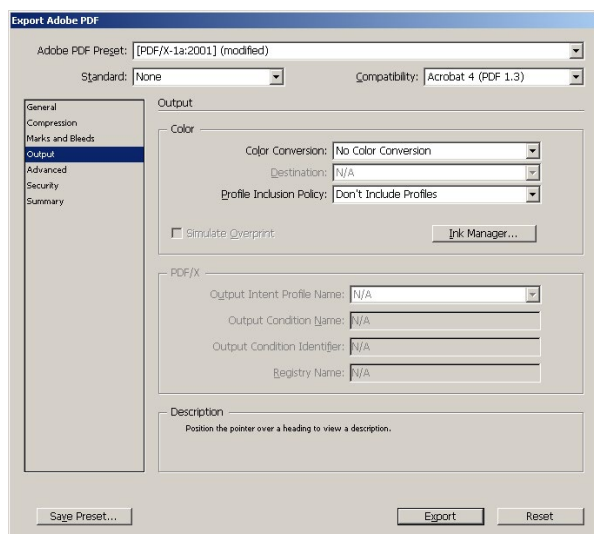 Export Adobe PDF
Adobe PDF Preset: [PDF/X-1a:2001] (modified)
Standard: None Compatibility: Acrobat 4 (PDF 1.3)
General
Compression
Marks and Bleeds
Output
Advanced
Security
Summary
Output
Color
Color Conversion: No Color Conversion
Destination: N/A
Profile Inclusion Policy: Don't Include Profiles
Simulate Overprint Ink Manager...
PDF/X
Output Intent Profile Name: N/A
Output Condition Name: N/A
Output Condition Identifier: N/A
Registry Name: N/A
Description
Position the pointer over a heading to view a description.
Save Preset... Export Reset